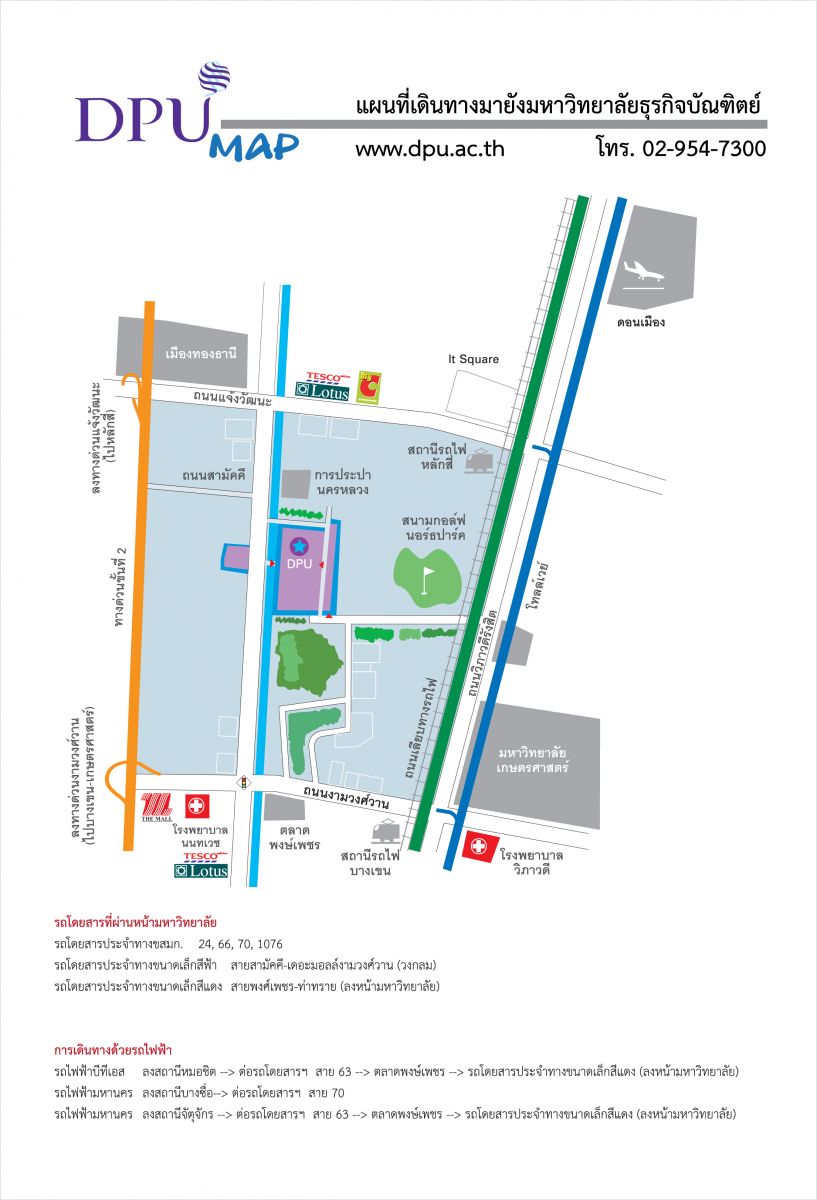 DPU
MAP
แผนที่เดินทางมายังมหาวิทยาลัยธุรกิจบัณฑิตย์
www.dpu.ac.th
โทร. 02-954-7300
ดอนเมือง
เมืองทองธานี
It Square
TESCO
Lotus
Big
C
ถนนแจ้งวัฒนะ
ลงทางด่วนแจ้งวัฒนะ
(ไปหลักสี่)
สถานีรถไฟ
หลักสี่
ถนนสามัคคี
การประปา
นครหลวง
สนามกอล์ฟ
นอร์ธปาร์ค
DPU
ทางด่วนขั้นที่ 2
โทลล์เวย์
ถนนวิภาวดีรังสิต
ถนนเลียบทางรถไฟ
มหาวิทยาลัย
เกษตรศาสตร์
ลงทางด่วนงามวงศ์วาน
(ไปบางเขน-เกษตรศาสตร์)
ถนนงามวงศ์วาน
THE MALL
โรงพยาบาล
นนทเวช
TESCO
Lotus
ตลาด
พงษ์เพชร
สถานีรถไฟ
บางเขน
โรงพยาบาล
วิภาวดี
รถโดยสารที่ผ่านหน้ามหาวิทยาลัย
รถโดยสารประจำทางขสมก. 24, 66, 70, 1076
รถโดยสารประจำทางขนาดเล็กสีฟ้า สายสามัคคี-เดอะมอลล์งามวงศ์วาน (วงกลม)
รถโดยสารประจำทางขนาดเล็กสีแดง สายพงศ์เพชร-ท่าทราย (ลงหน้ามหาวิทยาลัย)
การเดินทางด้วยรถไฟฟ้า
รถไฟฟ้าบีทีเอส ลงสถานีหมอชิต --> ต่อรถโดยสารฯ สาย 63 --> ตลาดพงษ์เพชร --> รถโดยสารประจำทางขนาดเล็กสีแดง (ลงหน้ามหาวิทยาลัย)
รถไฟฟ้ามหานคร ลงสถานีบางซื่อ--> ต่อรถโดยสารฯ สาย 70
รถไฟฟ้ามหานคร ลงสถานีจัตุจักร --> ต่อรถโดยสารฯ สาย 63 --> ตลาดพงษ์เพชร --> รถโดยสารประจำทางขนาดเล็กสีแดง (ลงหน้ามหาวิทยาลัย)